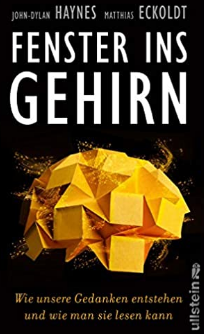 JOHN-DYLAN HAYNES MATTHIAS ECKOLDT
FENSTER INS
GEHIRN
Wie unsere Gedanken entstehen
und wie man sie lesen kann
ullstein